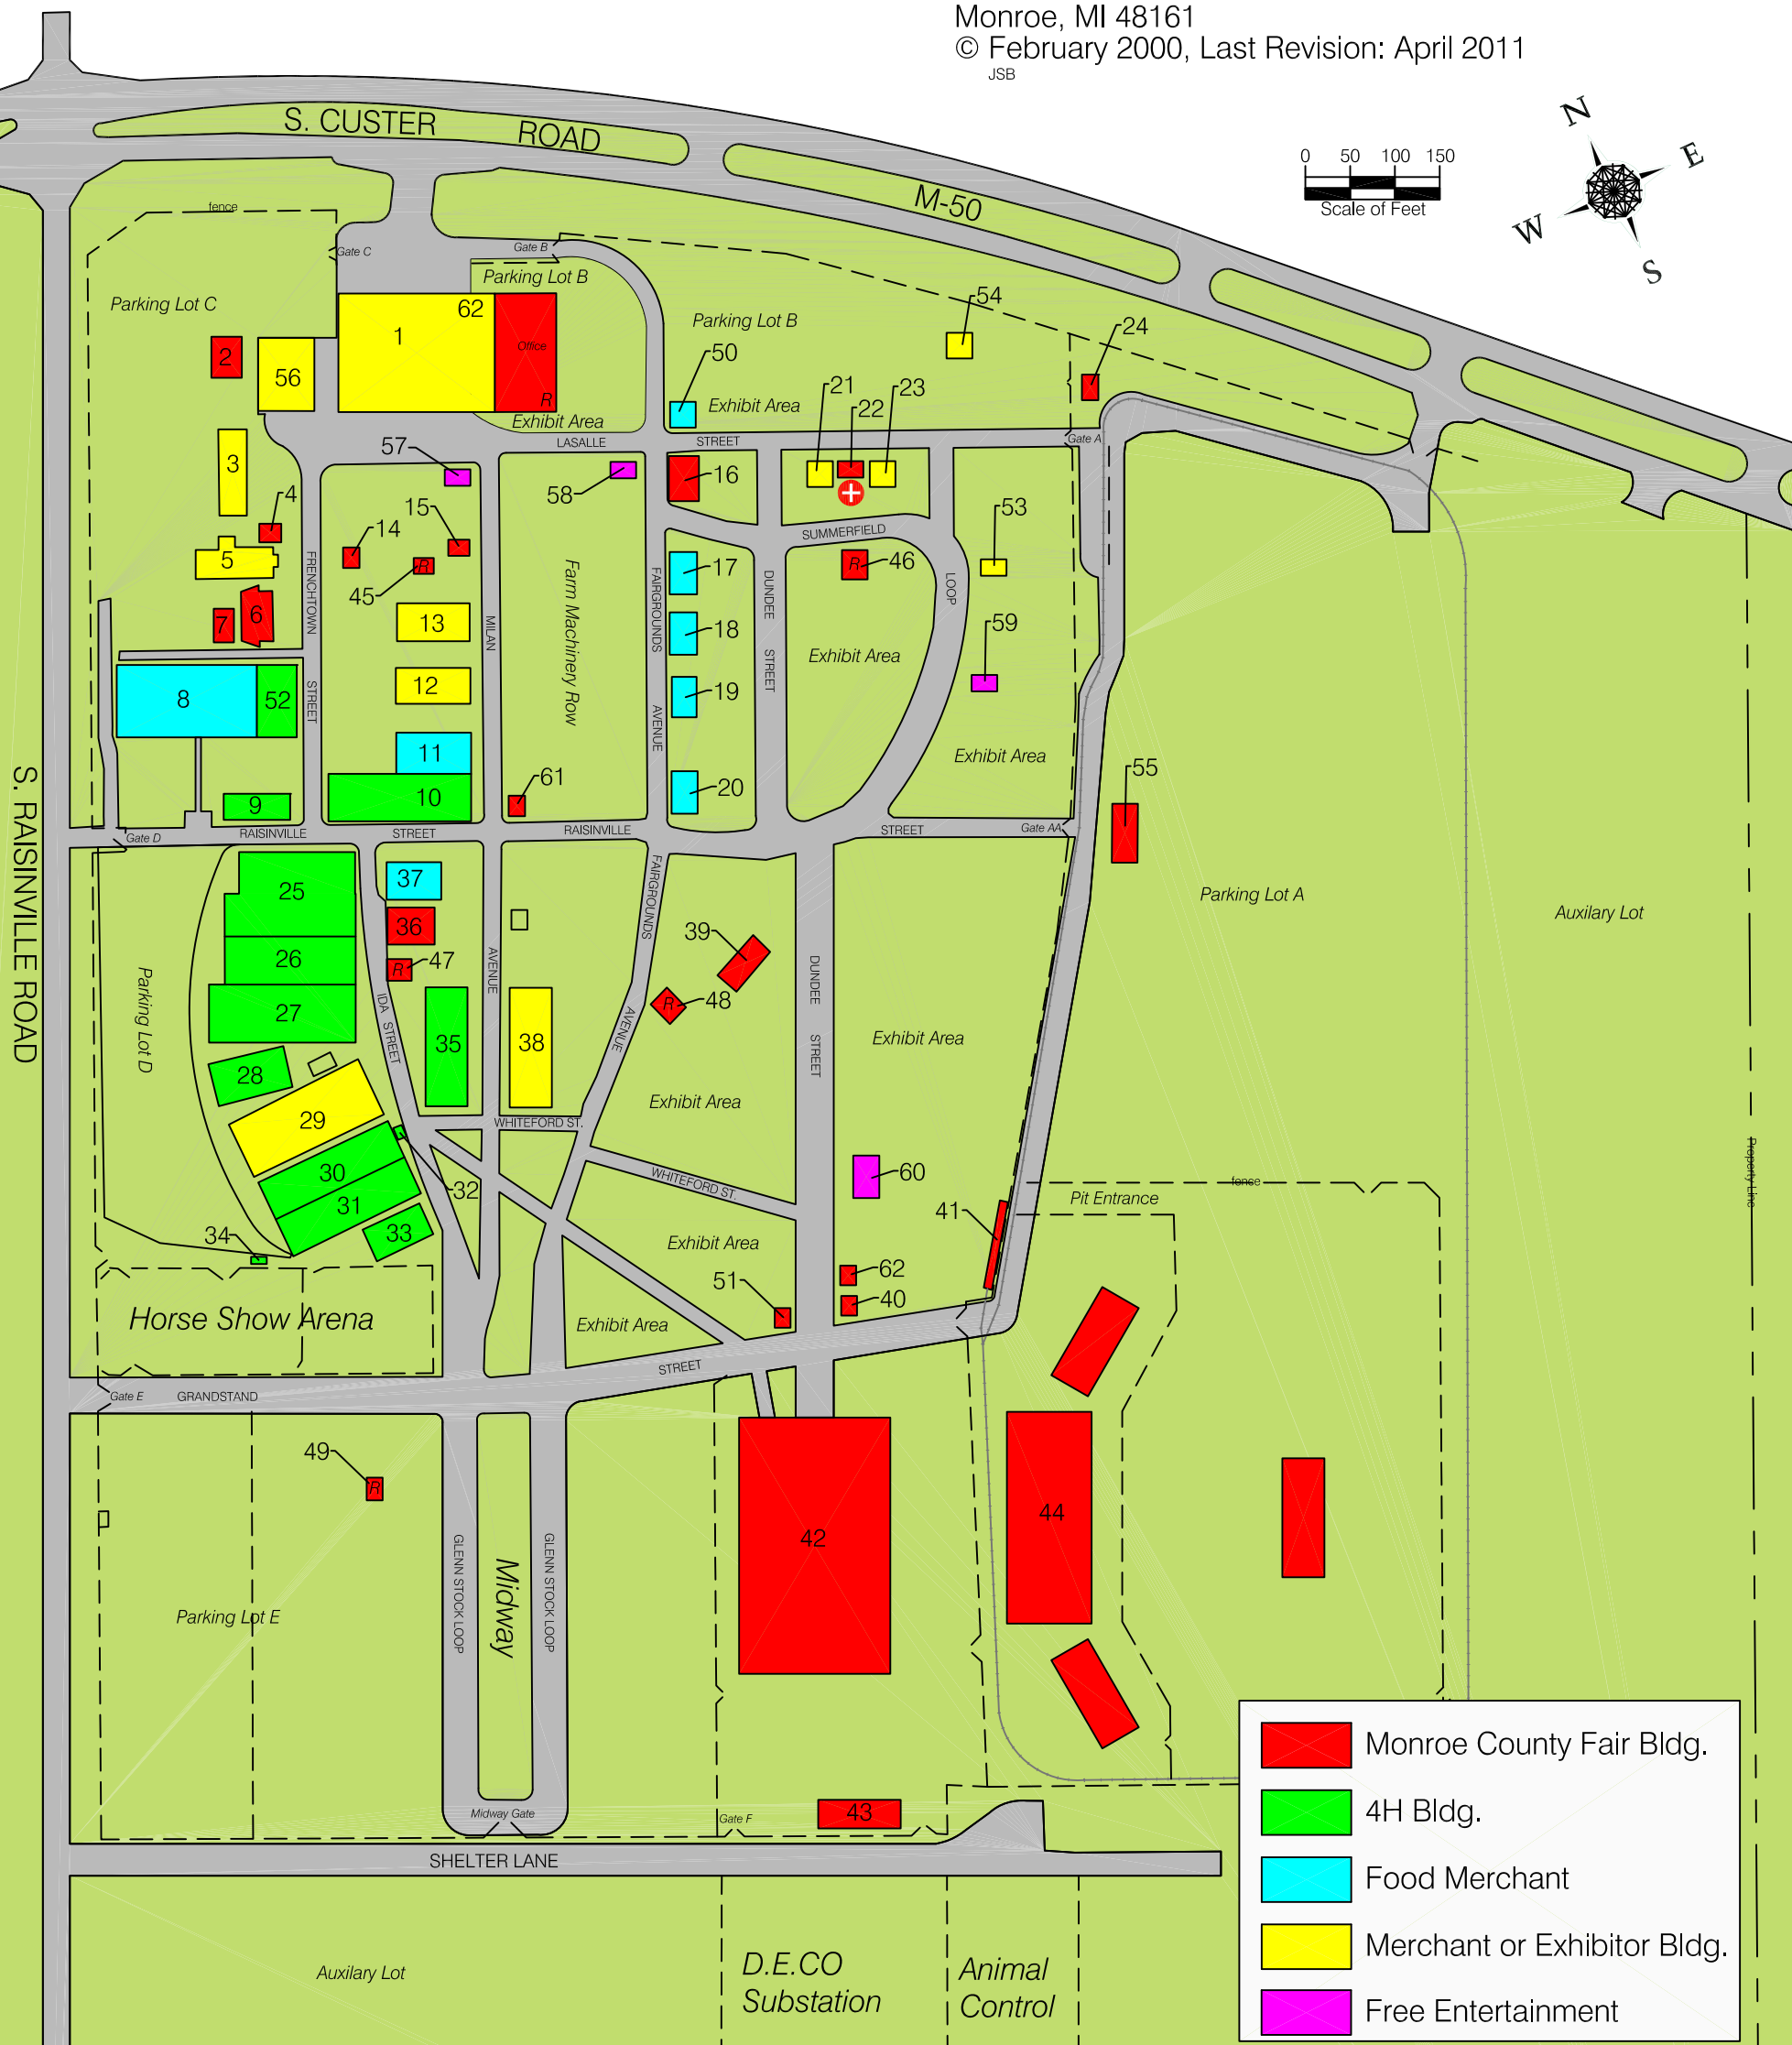 Monroe, MI 48161
© February 2000, Last Revision: April 2011
JSB
S. CUSTER ROAD
M-50
0 50 100 150
Scale of Feet
N
E
W
S
fence
Gate C
Gate B
Parking Lot B
Parking Lot C
Parking Lot B
54
24
62
1
Office
R
2
56
50
21
22
23
Exhibit Area
Exhibit Area
LASALLE STREET
Gate A
57
58
16
3
4
15
14
45
R
5
53
SUMMERFIELD
LOOP
R
46
17
18
19
20
FRENCHTOWN
STREET
MILAN
AVENUE
Farm Machinery Row
FAIRGROUNDS
AVENUE
DUNDEE
STREET
59
7
6
13
12
Exhibit Area
8
52
11
10
9
61
Exhibit Area
55
Gate D
RAISINVILLE STREET RAISINVILLE STREET
Gate AA
S. RAISINVILLE ROAD
25
37
36
R
47
26
27
28
29
30
31
32
33
34
35
38
39
R
48
Parking Lot D
IDA STREET
FAIRGROUNDS
AVENUE
DUNDEE
STREET
Exhibit Area
Parking Lot A
Auxilary Lot
Property Line
Exhibit Area
WHITEFORD ST.
WHITEFORD ST.
60
41
fence
Pit Entrance
Exhibit Area
51
62
40
Exhibit Area
Horse Show Arena
Gate E
GRANDSTAND
STREET
49
R
42
44
Parking Lot E
GLENN STOCK LOOP
Midway
GLENN STOCK LOOP
Midway Gate
Gate F
43
SHELTER LANE
Auxilary Lot
D.E.CO
Substation
Animal
Control
Monroe County Fair Bldg.
4H Bldg.
Food Merchant
Merchant or Exhibitor Bldg.
Free Entertainment